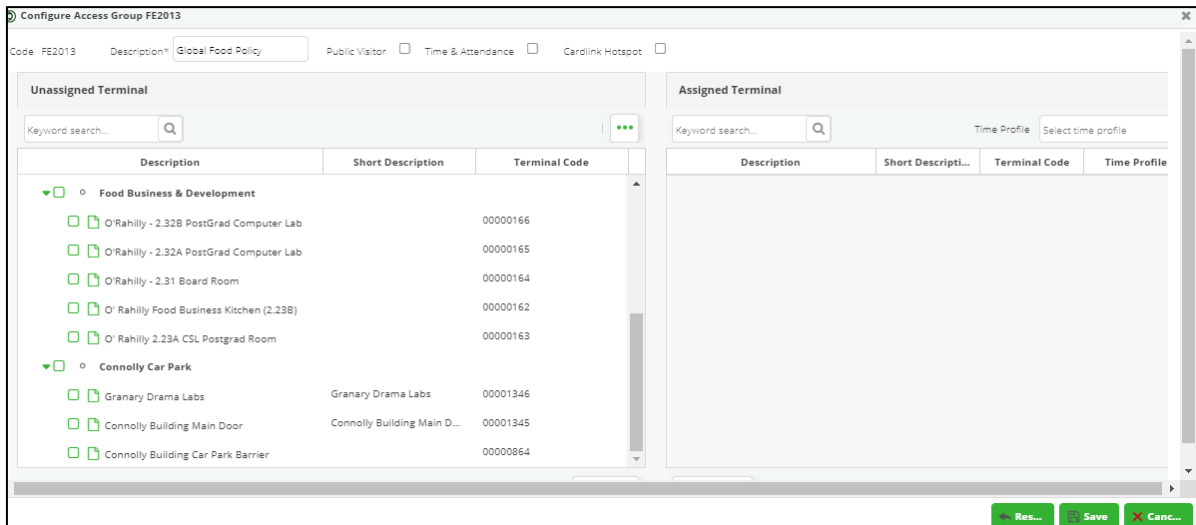 Configure Access Group FE2013
Code FE2013 Description* Global Food Policy Public Visitor Time & Attendance Cardlink Hotspot
Unassigned Terminal
Keyword search...
Description Short Description Terminal Code
Food Business & Development
O'Rahilly - 2.32B PostGrad Computer Lab 00000166
O'Rahilly - 2.32A PostGrad Computer Lab 00000165
O'Rahilly - 2.31 Board Room 00000164
O' Rahilly Food Business Kitchen (2.23B) 00000162
O' Rahilly 2.23A CSL Postgrad Room 00000163
Connolly Car Park
Granary Drama Labs Granary Drama Labs 00001346
Connolly Building Main Door Connolly Building Main D... 00001345
Connolly Building Car Park Barrier 00000864
Assigned Terminal
Keyword search... Time Profile Select time profile
Description Short Descripti... Terminal Code Time Profile
Res... Save Canc...